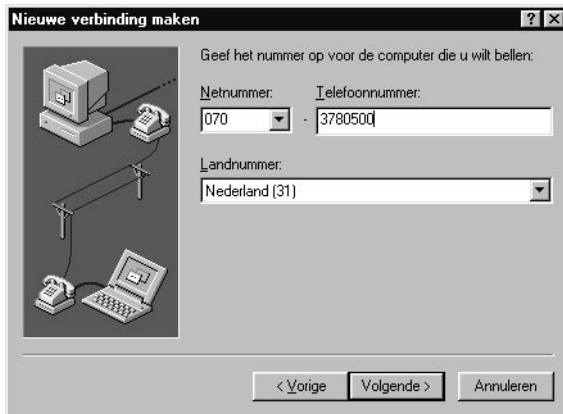 Nieuwe verbinding maken
Geef het nummer op voor de computer die u wilt bellen:
Netnummer: Telefoonnummer:
070 - 3780500
Landnummer:
Nederland (31)
< Vorige Volgende > Annuleren